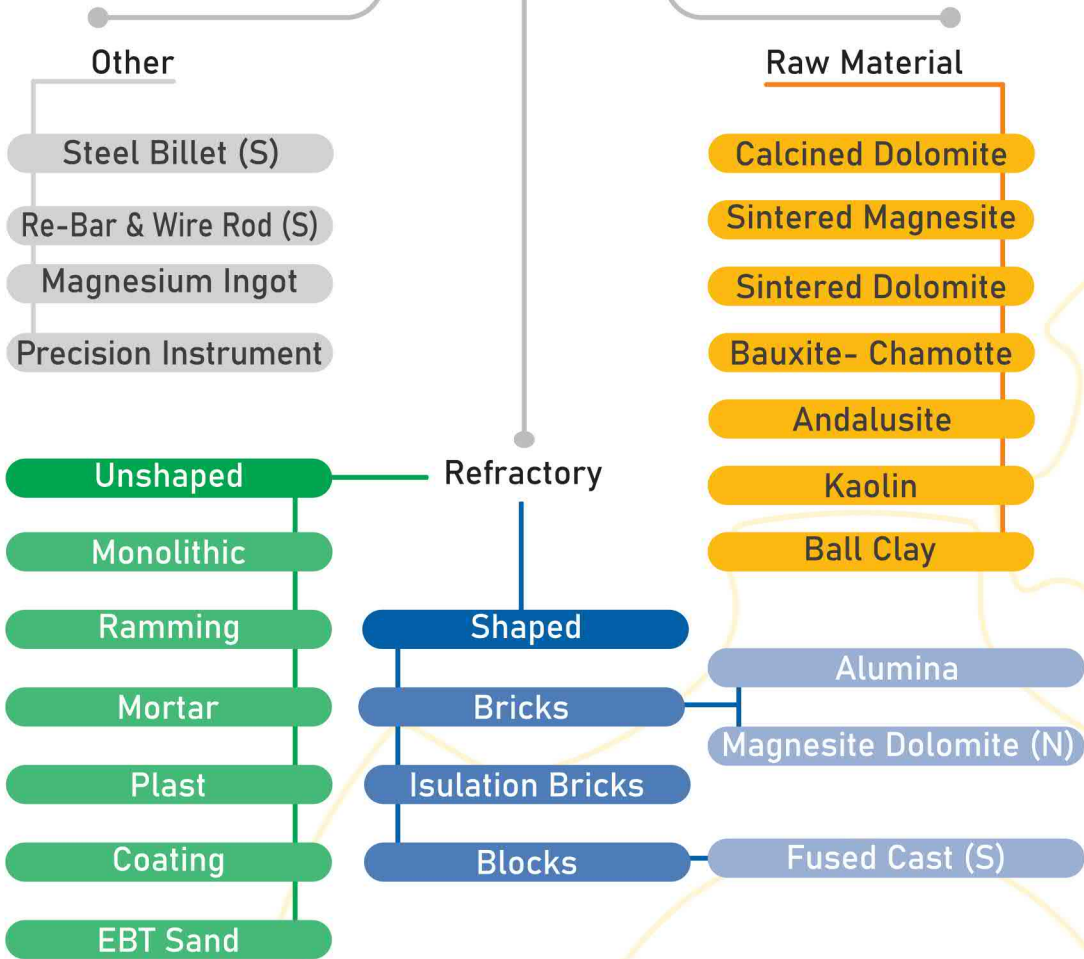 Other
Steel Billet (S)
Re-Bar & Wire Rod (S)
Magnesium Ingot
Precision Instrument
Raw Material
Calcined Dolomite
Sintered Magnesite
Sintered Dolomite
Bauxite- Chamotte
Andalusite
Kaolin
Ball Clay
Refractory
Unshaped
Monolithic
Ramming
Mortar
Plast
Coating
EBT Sand
Shaped
Bricks
Isulation Bricks
Blocks
Alumina
Magnesite Dolomite (N)
Fused Cast (S)